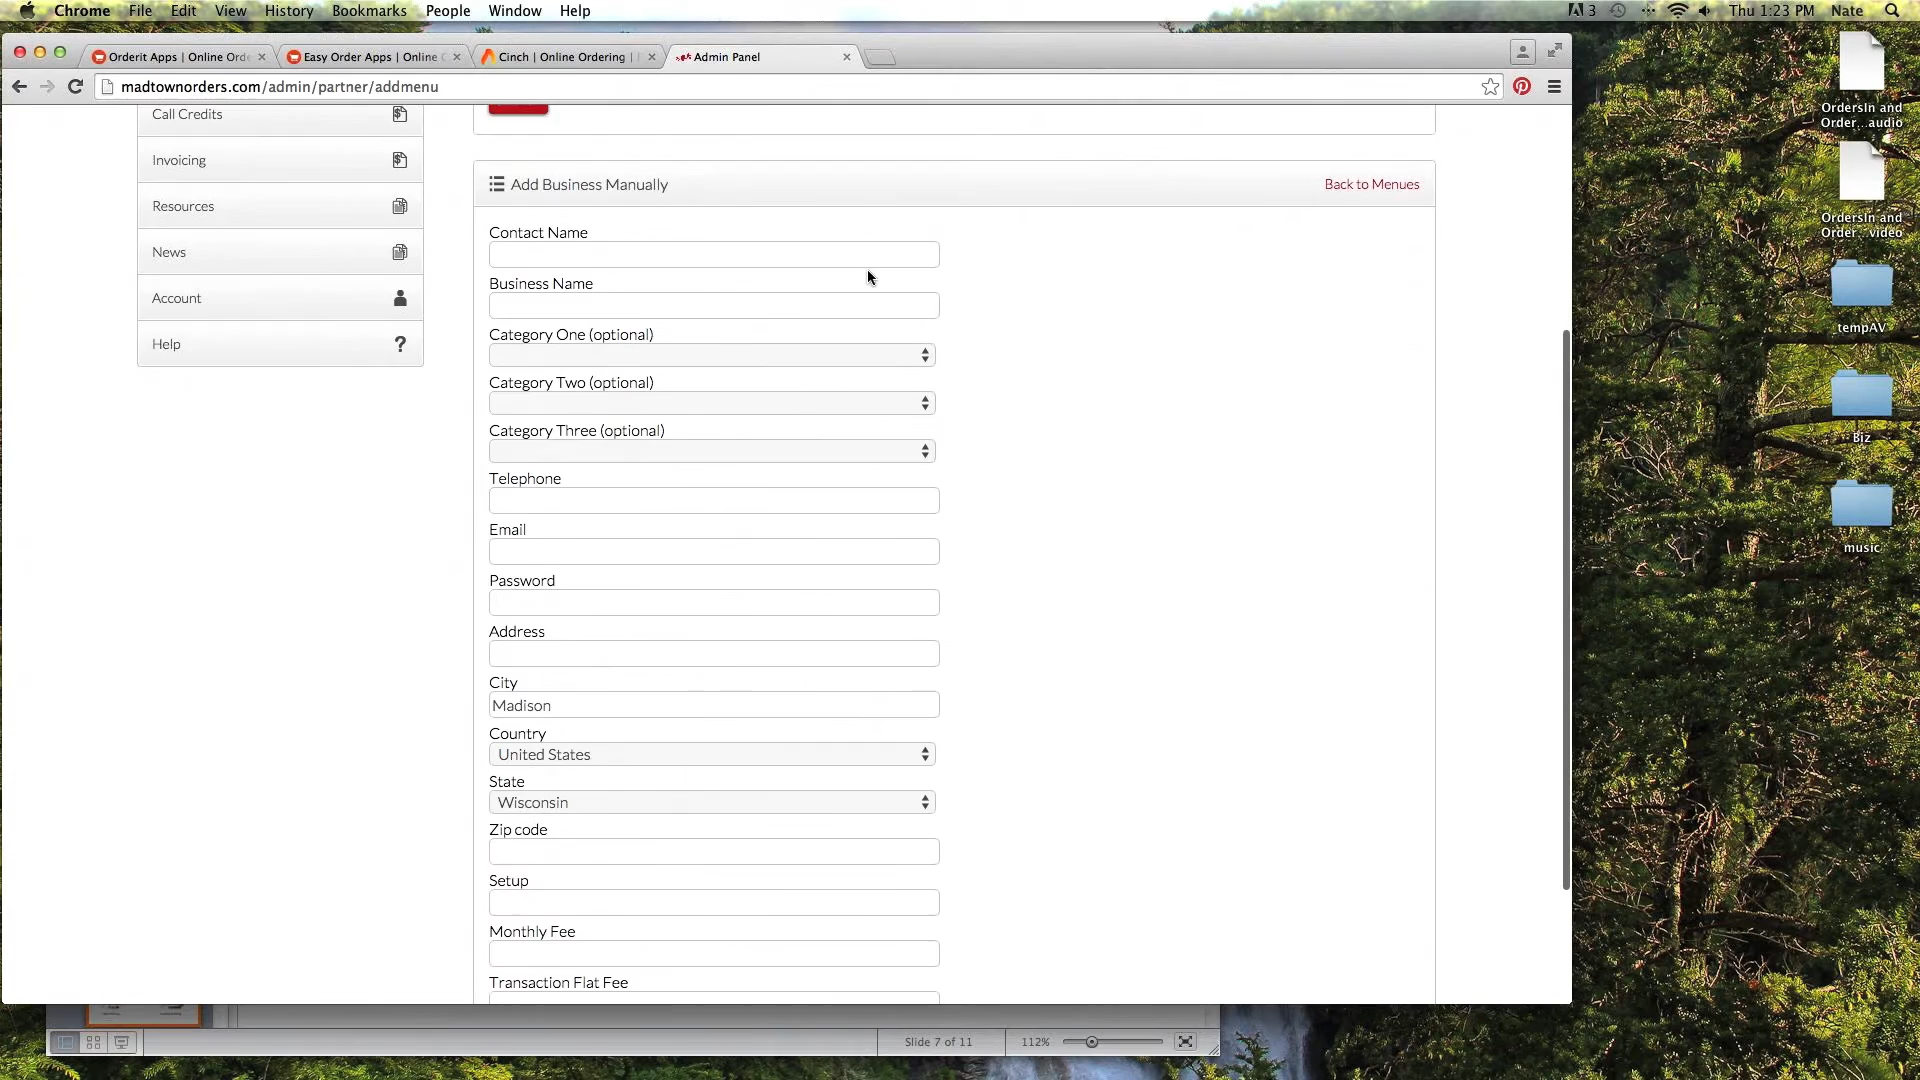 Chrome File Edit View History Bookmarks People Window Help
3 Thu 1:23 PM Nate
Orderit Apps | Online Orde
Easy Order Apps | Online O
Cinch | Online Ordering |
Admin Panel
madtownorders.com/admin/partner/addmenu
Call Credits
Invoicing
Resources
News
Account
Help
Add Business Manually
Back to Menues
Contact Name
Business Name
Category One (optional)
Category Two (optional)
Category Three (optional)
Telephone
Email
Password
Address
City
Madison
Country
United States
State
Wisconsin
Zip code
Setup
Monthly Fee
Transaction Flat Fee
Slide 7 of 11
112%
OrdersIn and
Order...audio
OrdersIn and
Order...video
tempAV
Biz
music